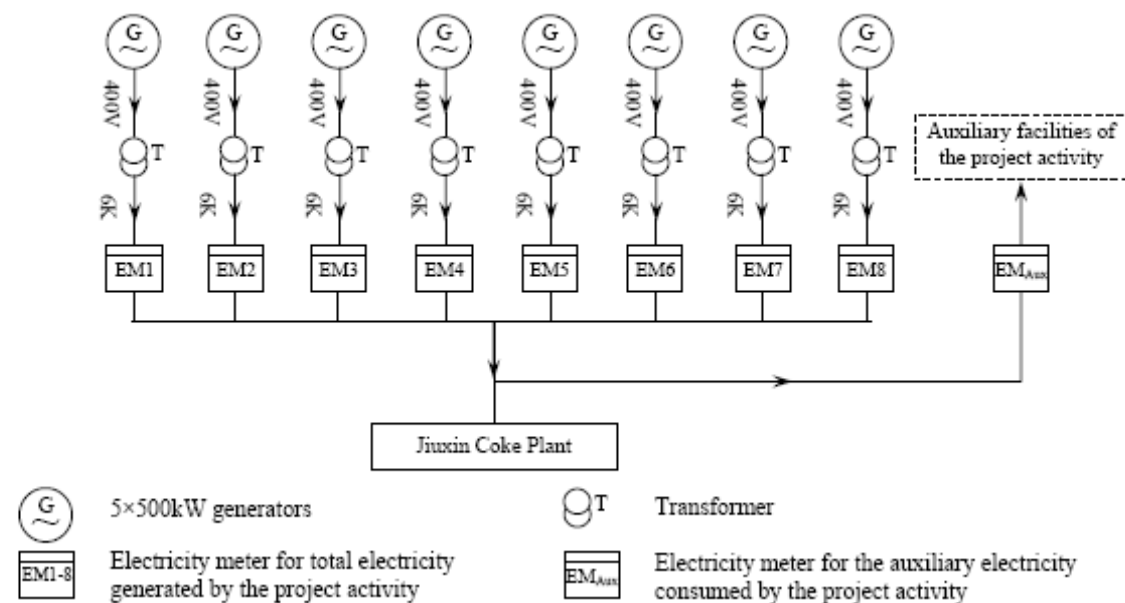 G G G G G G G G
400V 400V 400V 400V 400V 400V 400V 400V
T T T T T T T T
Auxiliary facilities of
the project activity
6K 6K 6K 6K 6K 6K 6K 6K
EM1 EM2 EM3 EM4 EM5 EM6 EM7 EM8 EMAux
Jiuxin Coke Plant
G 5×500kW generators
T Transformer
EM1-8 Electricity meter for total electricity
generated by the project activity
EMAux Electricity meter for the auxiliary electricity
consumed by the project activity